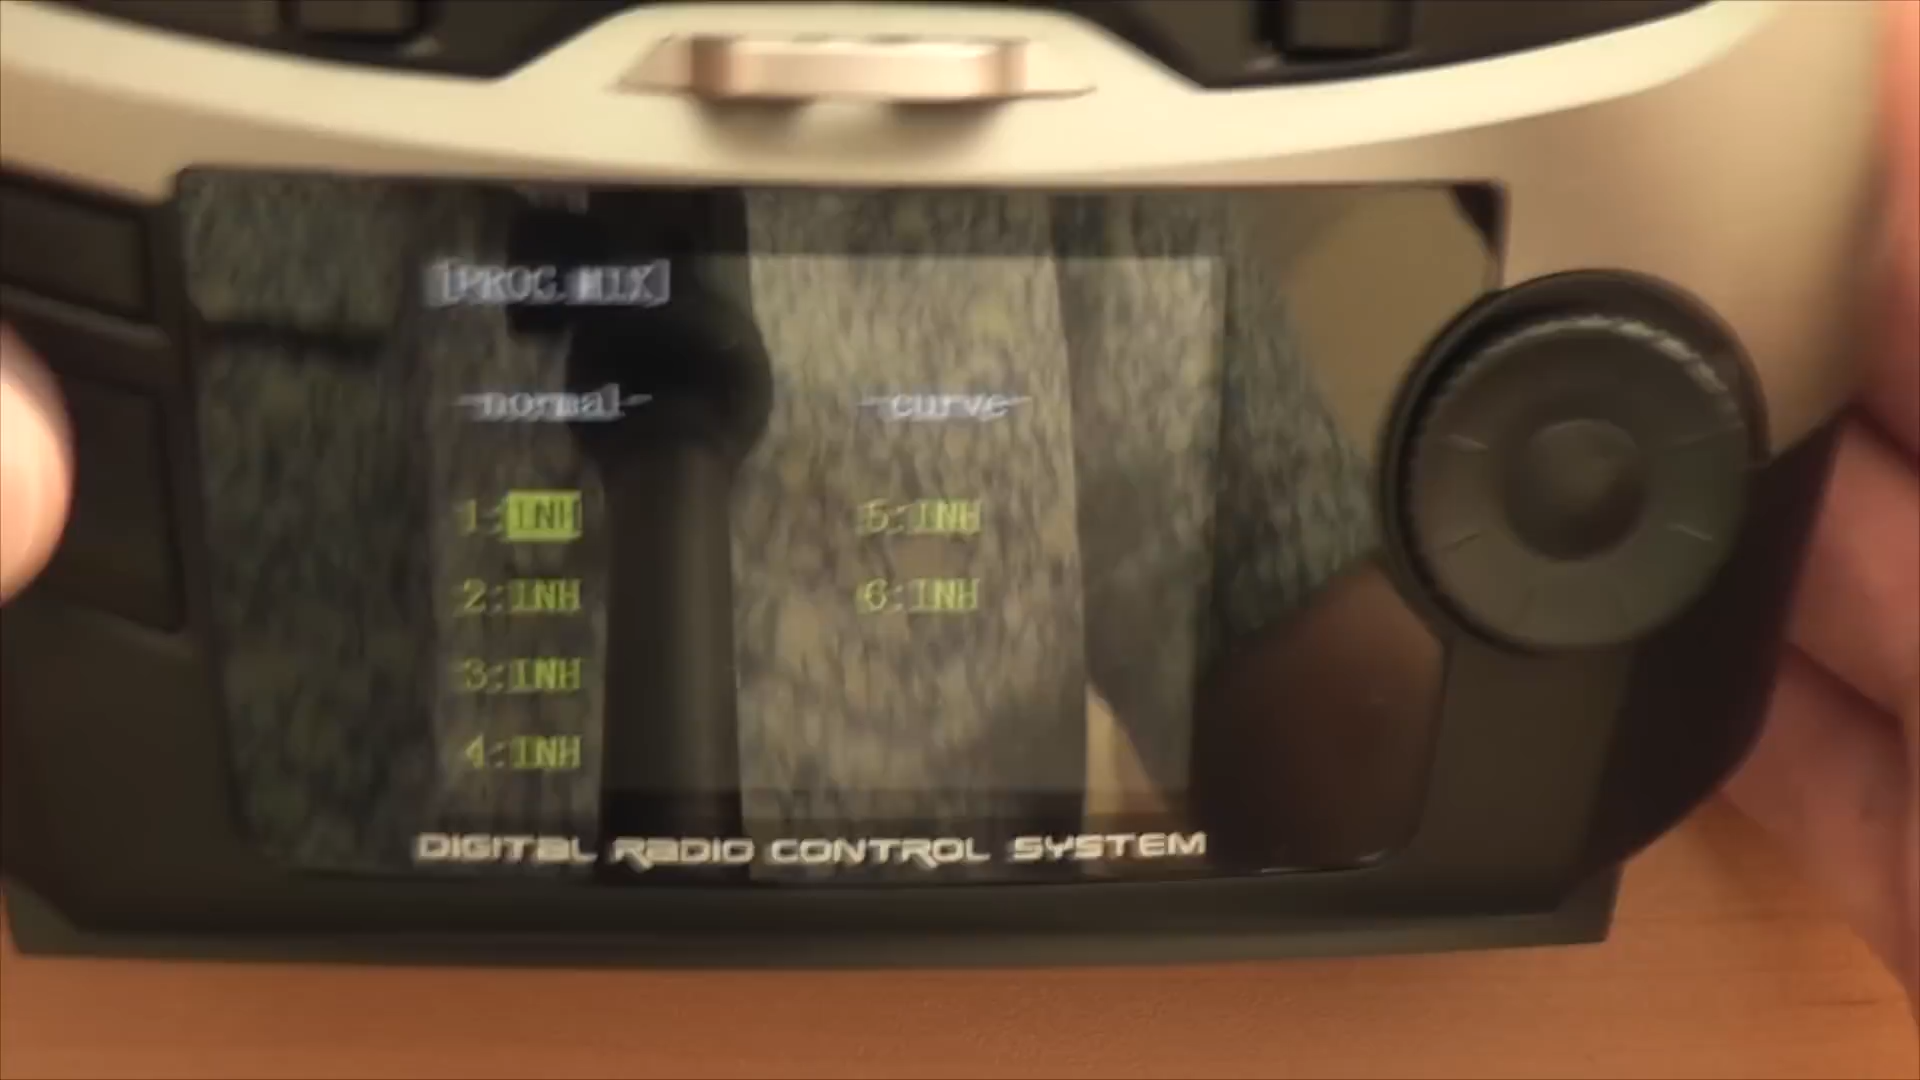 [PROG.MIX]
normal curve
1:INH 5:INH
2:INH 6:INH
3:INH
4:INH
DIGITAL RADIO CONTROL SYSTEM